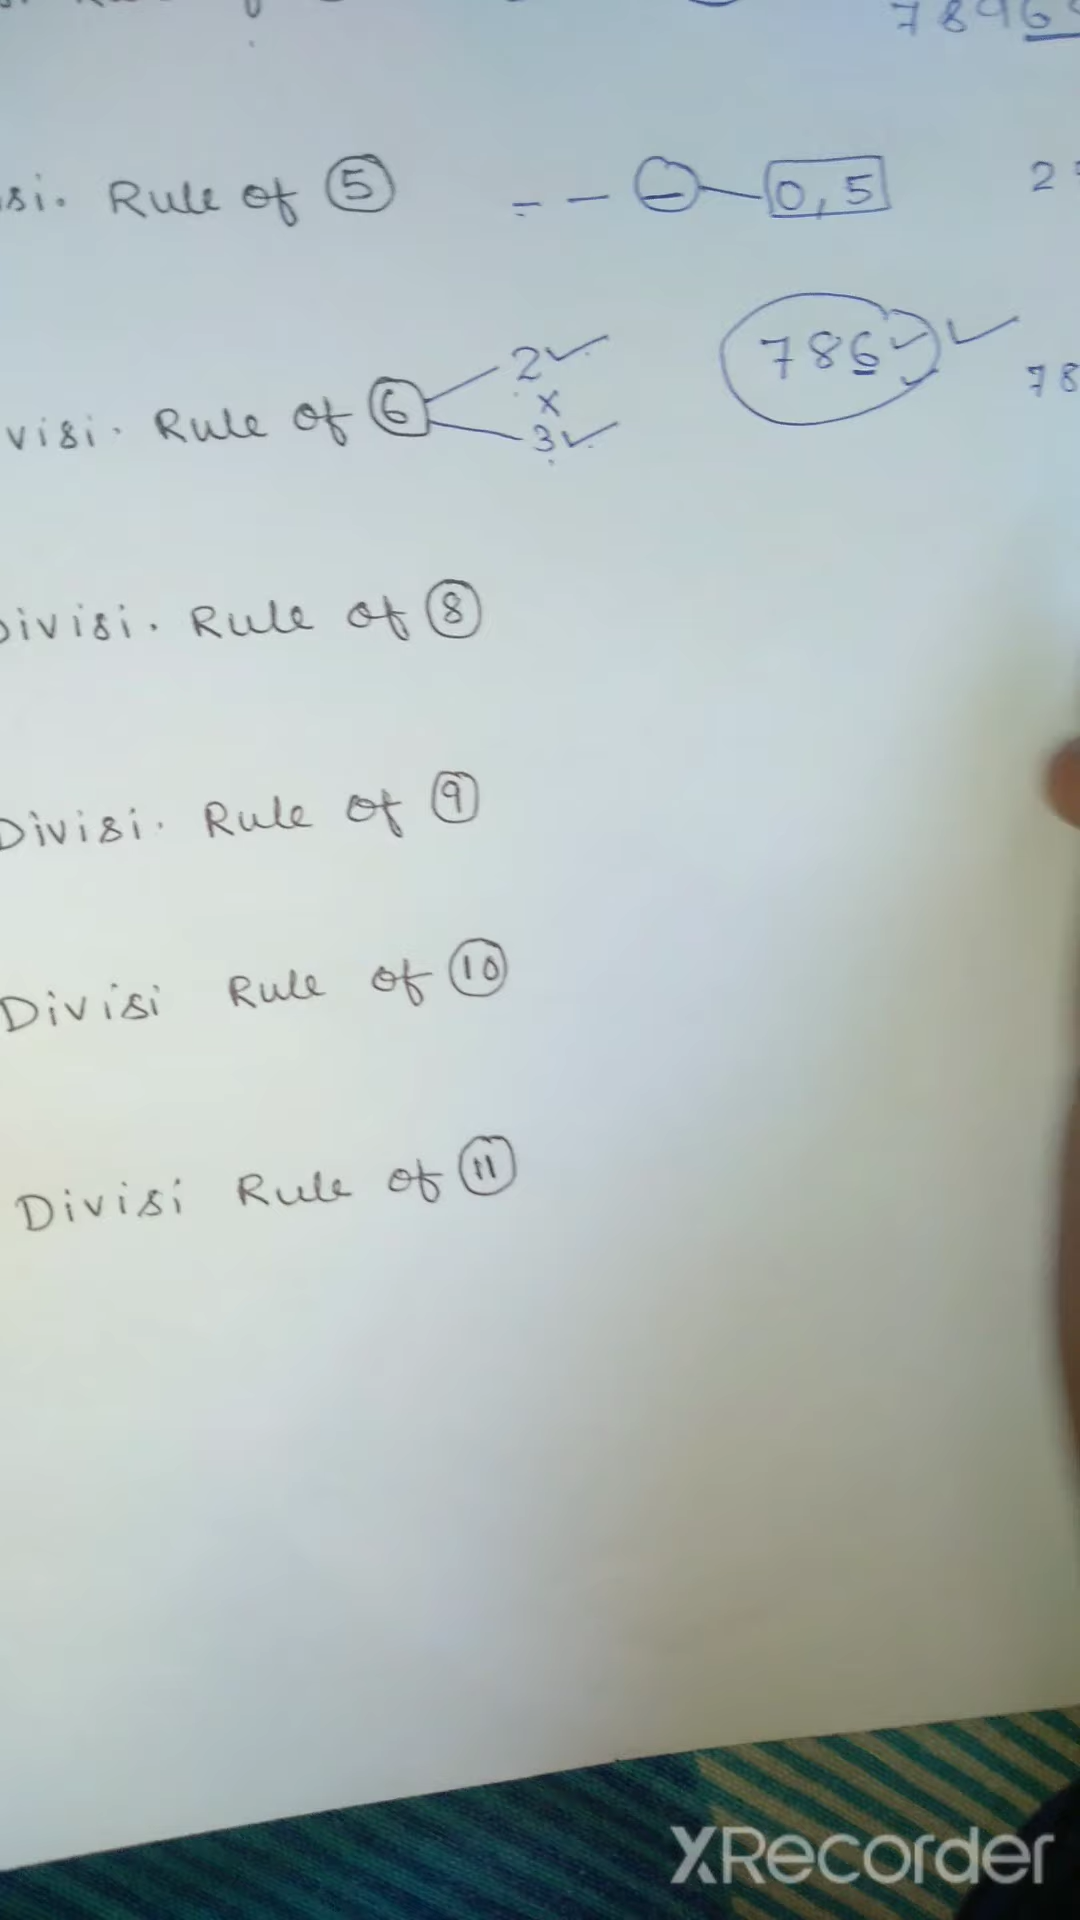 7896
si. Rule of 5 - - - 0, 5 2
visi. Rule of 6 2 x 3 786 78
Divisi. Rule of 8
Divisi. Rule of 9
Divisi Rule of 10
Divisi Rule of 11
XRecorder